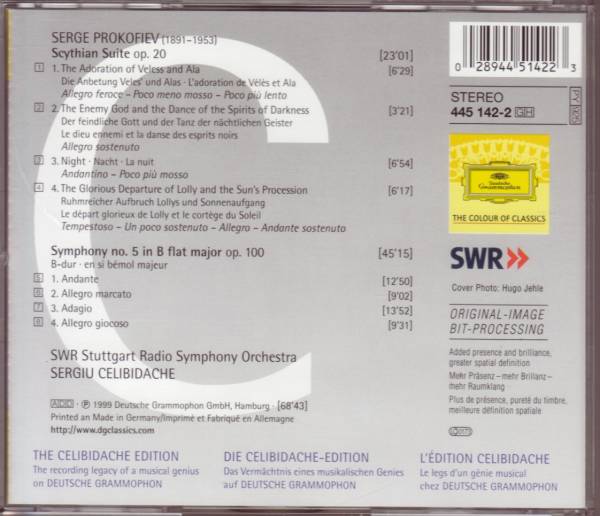 SERGE PROKOFIEV (1891–1953)
Scythian Suite op. 20 [23'01]
1 1. The Adoration of Veless and Ala [6'29]
Die Anbetung Veles' und Alas · L'adoration de Vélès et Ala
Allegro feroce – Poco meno mosso – Poco più lento
2 2. The Enemy God and the Dance of the Spirits of Darkness [3'21]
Der feindliche Gott und der Tanz der nächtlichen Geister
Le dieu ennemi et la danse des esprits noirs
Allegro sostenuto
3 3. Night · Nacht · La nuit [6'54]
Andantino – Poco più mosso
4 4. The Glorious Departure of Lolly and the Sun's Procession [6'17]
Ruhmreicher Aufbruch Lollys und Sonnenaufgang
Le départ glorieux de Lolly et le cortège du Soleil
Tempestoso – Un poco sostenuto – Allegro – Andante sostenuto
Symphony no. 5 in B flat major op. 100 [45'15]
B-dur · en si bémol majeur
5 1. Andante [12'50]
6 2. Allegro marcato [9'02]
7 3. Adagio [13'52]
8 4. Allegro giocoso [9'31]
SWR Stuttgart Radio Symphony Orchestra
SERGIU CELIBIDACHE
ADD · ℗ 1999 Deutsche Grammophon GmbH, Hamburg · [68'43]
Printed an Made in Germany/Imprimé et Fabriqué en Allemagne
http://www.dgclassics.com
0 28944 51422 3
STEREO
445 142-2 GH
Deutsche
Grammophon
THE COLOUR OF CLASSICS
SWR
Cover Photo: Hugo Jehle
ORIGINAL-IMAGE
BIT-PROCESSING
Added presence and brilliance,
greater spatial definition
Mehr Präsenz – mehr Brillanz –
mehr Raumklang
Plus de présence, pureté du timbre,
meilleure définition spatiale
THE CELIBIDACHE EDITION
The recording legacy of a musical genius
on DEUTSCHE GRAMMOPHON
DIE CELIBIDACHE-EDITION
Das Vermächtnis eines musikalischen Genies
auf DEUTSCHE GRAMMOPHON
L'ÉDITION CELIBIDACHE
Le legs d'un génie musical
chez DEUTSCHE GRAMMOPHON